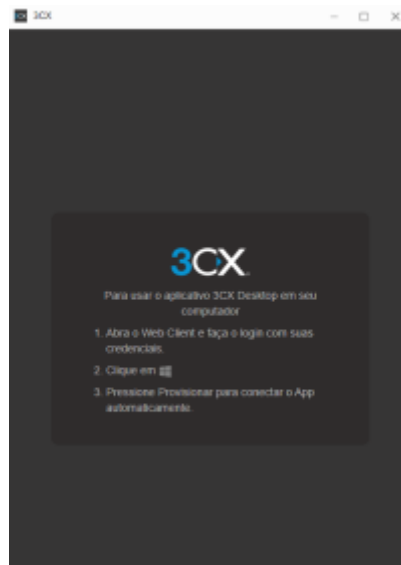 3CX
3CX
Para usar o aplicativo 3CX Desktop em seu
computador
1. Abra o Web Client e faça o login com suas
credenciais.
2. Clique em
3. Pressione Provisionar para conectar o App
automaticamente.